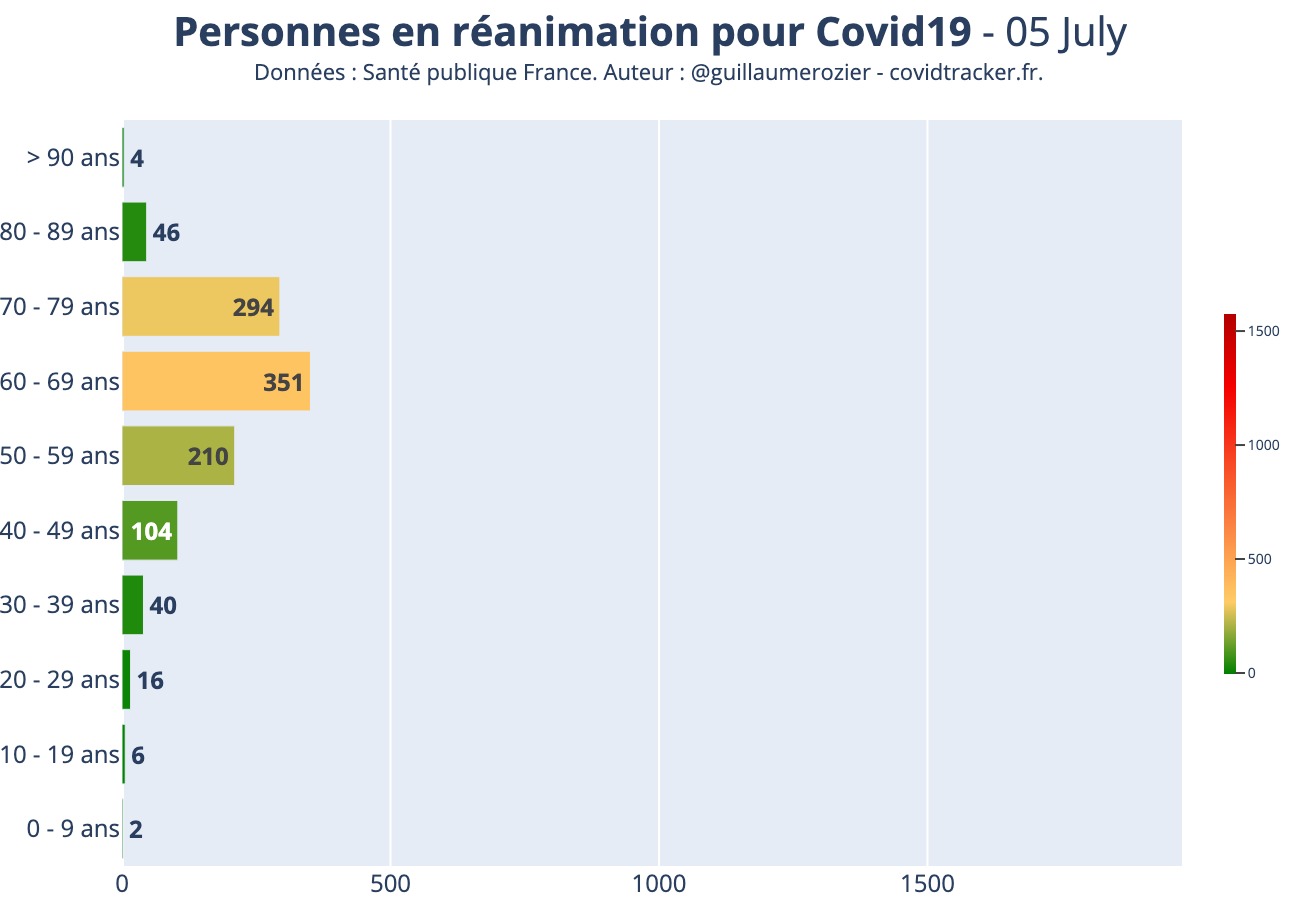 Personnes en réanimation pour Covid19 - 05 July
Données : Santé publique France. Auteur : @guillaumerozier - covidtracker.fr.
> 90 ans 4
80 - 89 ans 46
70 - 79 ans 294
60 - 69 ans 351
50 - 59 ans 210
40 - 49 ans 104
30 - 39 ans 40
20 - 29 ans 16
10 - 19 ans 6
0 - 9 ans 2
0 500 1000 1500
1500
1000
500
0